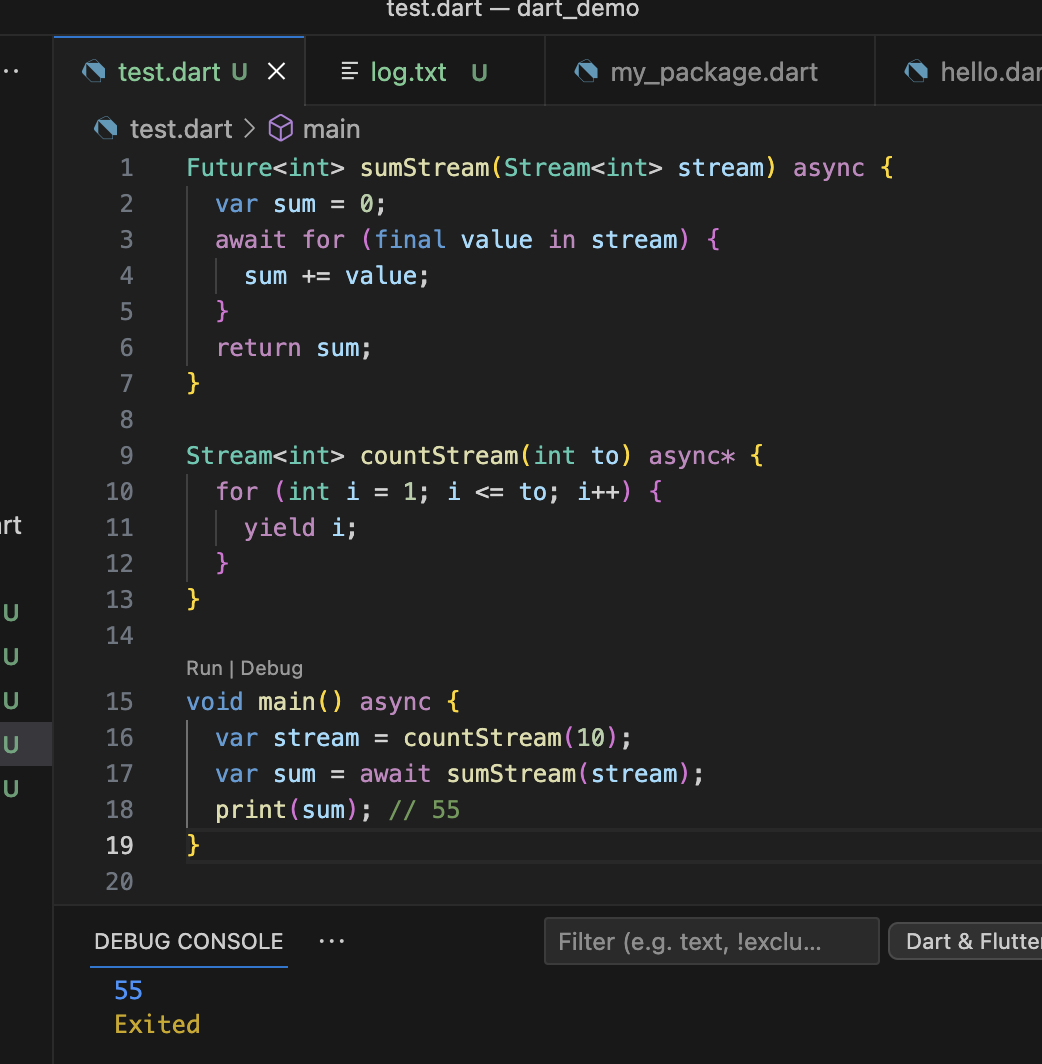 test.dart — dart_demo
··
test.dart U
log.txt U
my_package.dart
hello.dar
test.dart > main
1 Future<int> sumStream(Stream<int> stream) async {
2   var sum = 0;
3   await for (final value in stream) {
4     sum += value;
5   }
6   return sum;
7 }
8
9 Stream<int> countStream(int to) async* {
10   for (int i = 1; i <= to; i++) {
11     yield i;
12   }
13 }
14
Run | Debug
15 void main() async {
16   var stream = countStream(10);
17   var sum = await sumStream(stream);
18   print(sum); // 55
19 }
20
rt
U
U
U
U
U
DEBUG CONSOLE ···
Filter (e.g. text, !exclu...
Dart & Flutter
55
Exited